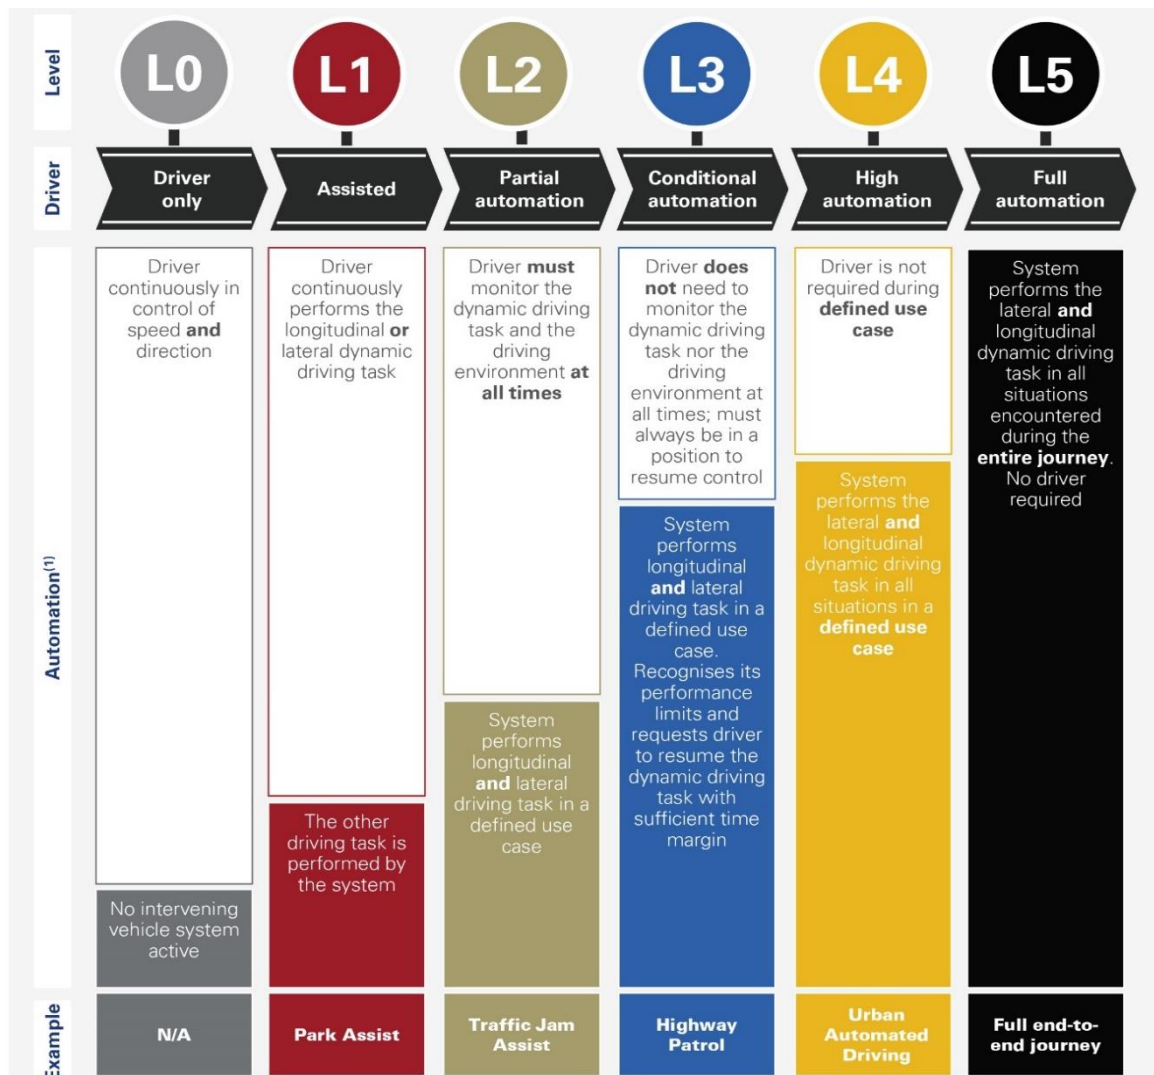 Level
L0
L1
L2
L3
L4
L5
Driver
Driver
only
Assisted
Partial
automation
Conditional
automation
High
automation
Full
automation
Automation(1)
Driver
continuously in
control of
speed and
direction
No intervening
vehicle system
active
Driver
continuously
performs the
longitudinal or
lateral dynamic
driving task
The other
driving task is
performed by
the system
Driver must
monitor the
dynamic driving
task and the
driving
environment at
all times
System
performs
longitudinal
and lateral
driving task in a
defined use
case
Driver does
not need to
monitor the
dynamic driving
task nor the
driving
environment at
all times; must
always be in a
position to
resume control
System
performs
longitudinal
and lateral
driving task in a
defined use
case.
Recognises its
performance
limits and
requests driver
to resume the
dynamic driving
task with
sufficient time
margin
Driver is not
required during
defined use
case
System
performs the
lateral and
longitudinal
dynamic driving
task in all
situations in a
defined use
case
System
performs the
lateral and
longitudinal
dynamic driving
task in all
situations
encountered
during the
entire journey.
No driver
required
Example
N/A
Park Assist
Traffic Jam
Assist
Highway
Patrol
Urban
Automated
Driving
Full end-to-
end journey